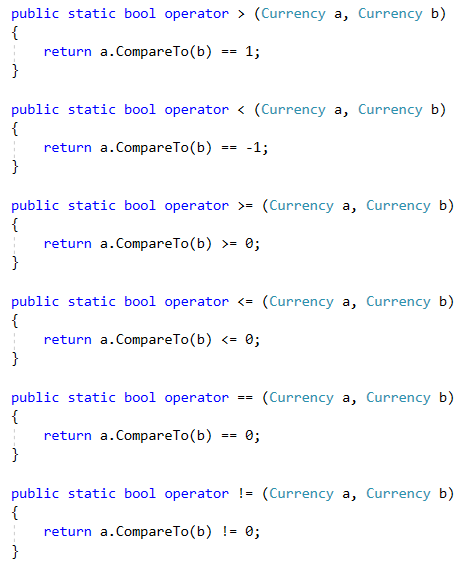 public static bool operator > (Currency a, Currency b)
{
    return a.CompareTo(b) == 1;
}

public static bool operator < (Currency a, Currency b)
{
    return a.CompareTo(b) == -1;
}

public static bool operator >= (Currency a, Currency b)
{
    return a.CompareTo(b) >= 0;
}

public static bool operator <= (Currency a, Currency b)
{
    return a.CompareTo(b) <= 0;
}

public static bool operator == (Currency a, Currency b)
{
    return a.CompareTo(b) == 0;
}

public static bool operator != (Currency a, Currency b)
{
    return a.CompareTo(b) != 0;
}